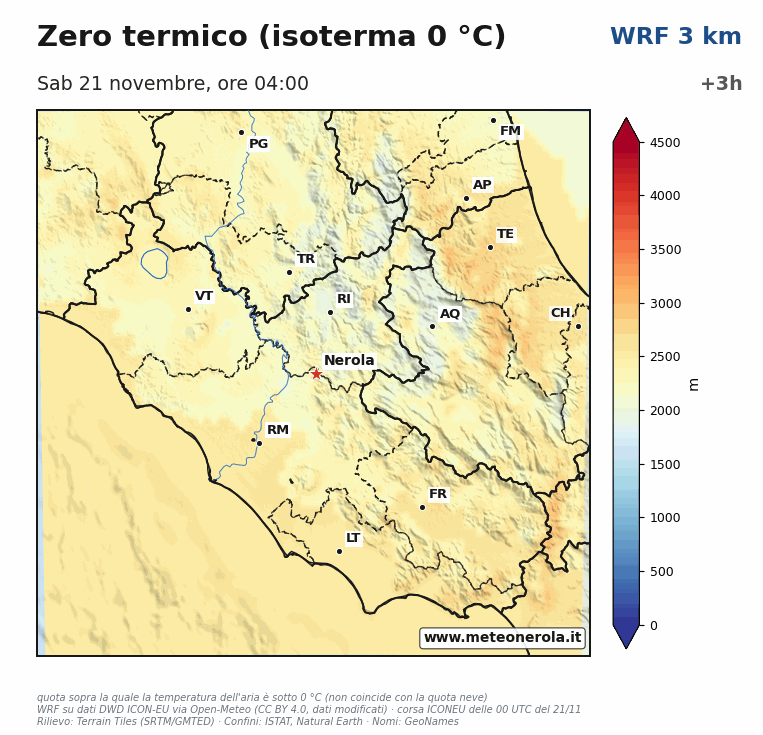 Zero termico (isoterma 0 °C)
WRF 3 km
Sab 21 novembre, ore 04:00
+3h
FM
PG
AP
TE
TR
VT
RI
AQ
CH
Nerola
RM
FR
LT
www.meteonerola.it
4500
4000
3500
3000
2500
2000
1500
1000
500
0
m
quota sopra la quale la temperatura dell'aria è sotto 0 °C (non coincide con la quota neve)
WRF su dati DWD ICON-EU via Open-Meteo (CC BY 4.0, dati modificati) · corsa ICONEU delle 00 UTC del 21/11
Rilievo: Terrain Tiles (SRTM/GMTED) · Confini: ISTAT, Natural Earth · Nomi: GeoNames